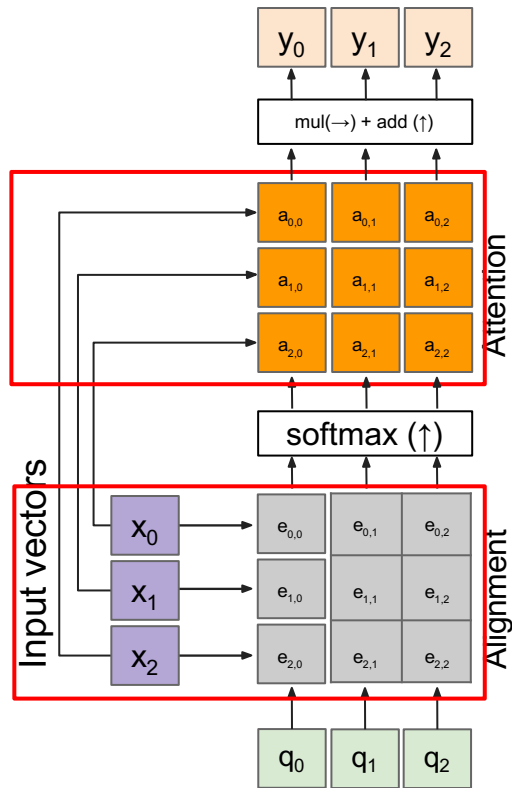 y0 y1 y2
mul(→) + add (↑)
a0,0 a0,1 a0,2
a1,0 a1,1 a1,2
a2,0 a2,1 a2,2
Attention
softmax (↑)
Input vectors
x0 e0,0 e0,1 e0,2
x1 e1,0 e1,1 e1,2
x2 e2,0 e2,1 e2,2
Alignment
q0 q1 q2